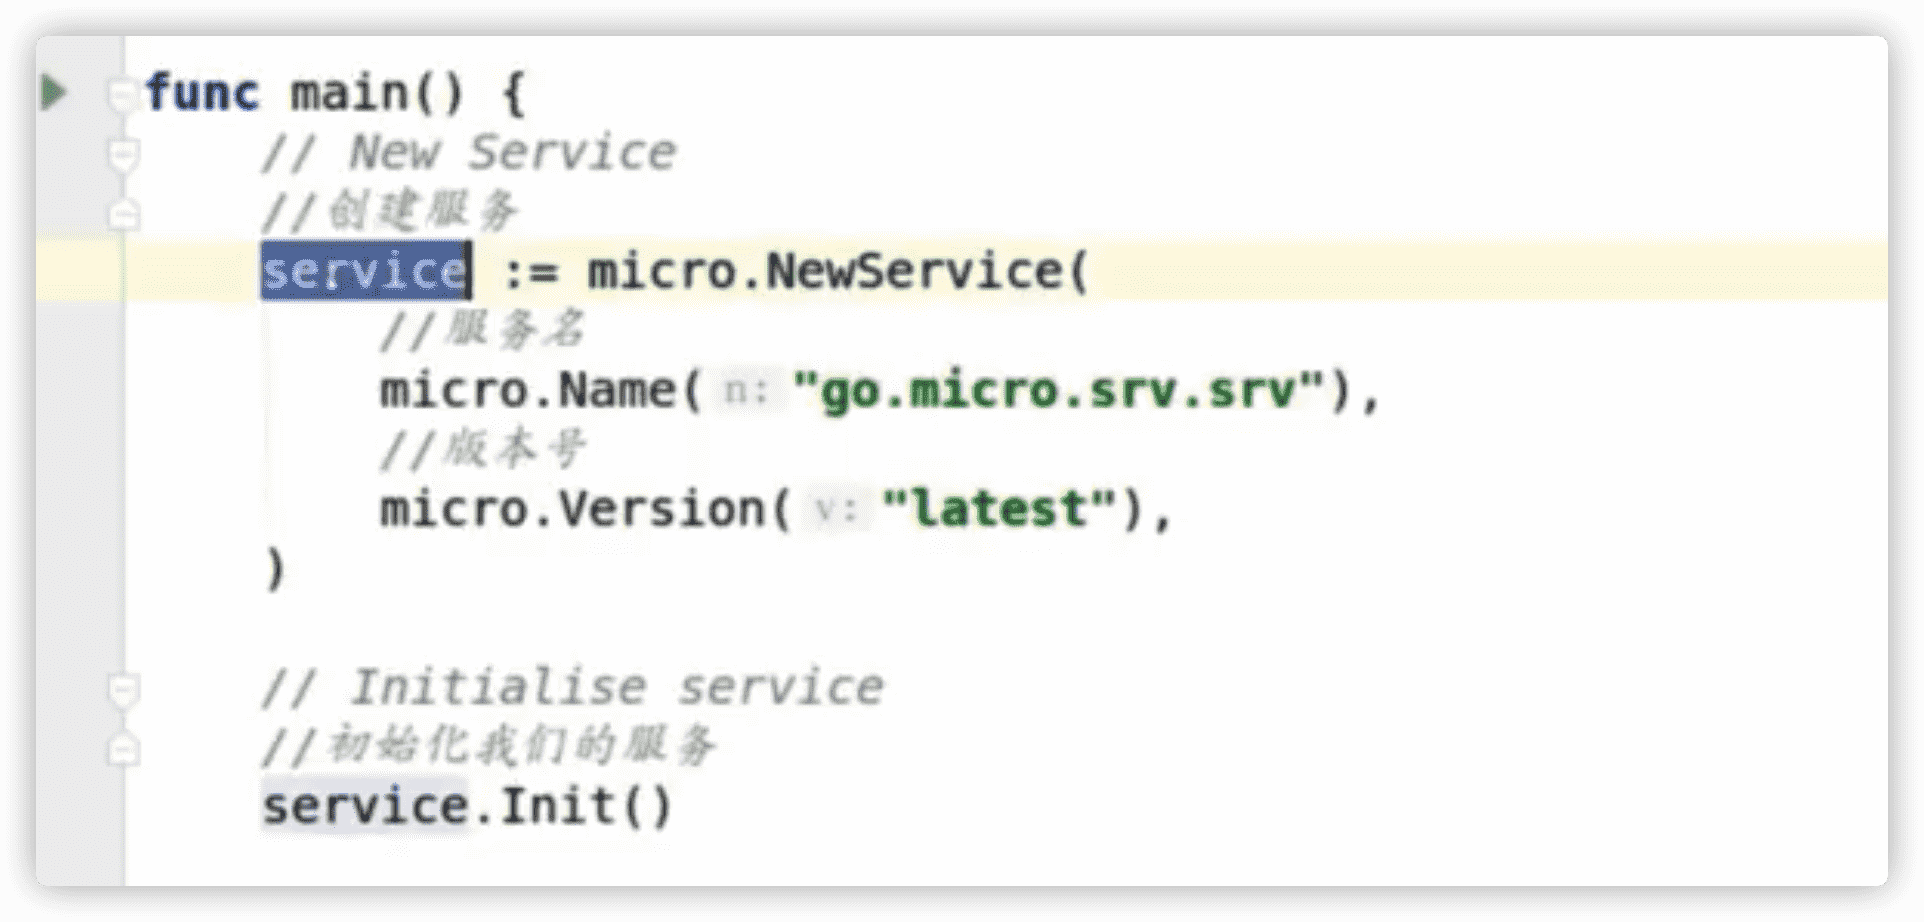 func main() {
// New Service
//创建服务
service := micro.NewService(
//服务名
micro.Name( n: "go.micro.srv.srv"),
//版本号
micro.Version( v: "latest"),
)
// Initialise service
//初始化我们的服务
service.Init()